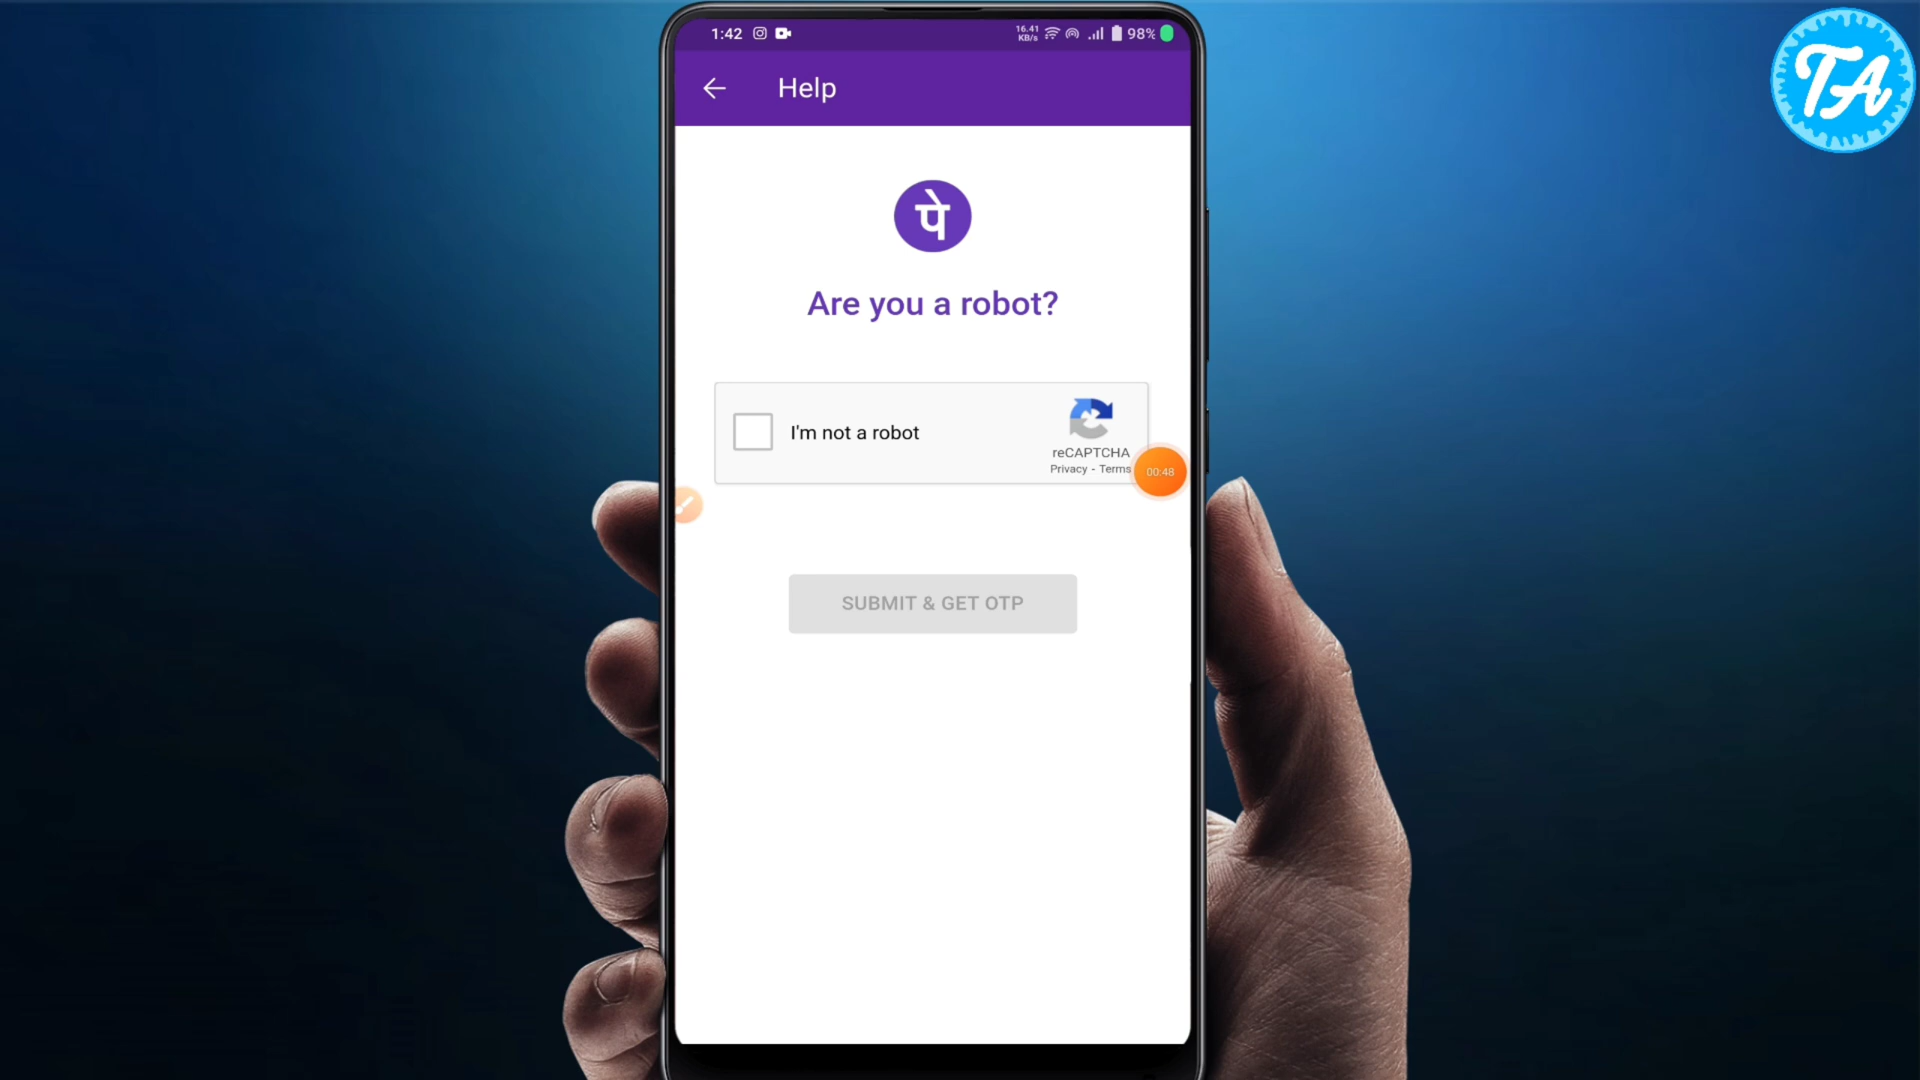 1:42
16.41
KB/s
98%
TA
Help
पे
Are you a robot?
I'm not a robot
reCAPTCHA
Privacy - Terms
00:48
SUBMIT & GET OTP